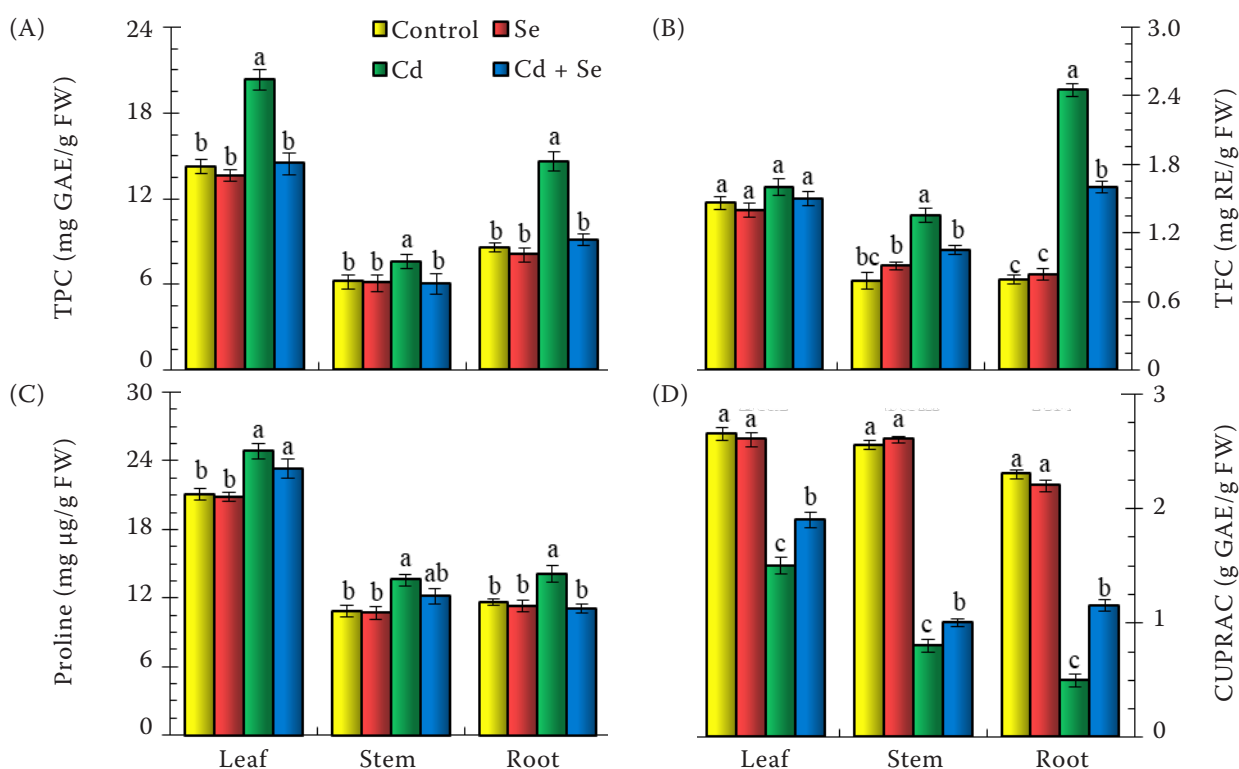 (A)
TPC (mg GAE/g FW)
24
18
12
6
0
Control Se
Cd Cd + Se
b b a b
b b a b
b b a b
(B)
TFC (mg RE/g FW)
3.0
2.4
1.8
1.2
0.6
0
a a a a
bc b a b
c c a b
(C)
Proline (mg µg/g FW)
30
24
18
12
6
0
b b a a
b b a ab
b b a b
Leaf Stem Root
(D)
CUPRAC (g GAE/g FW)
3
2
1
0
a a c b
a a c b
a a c b
Leaf Stem Root